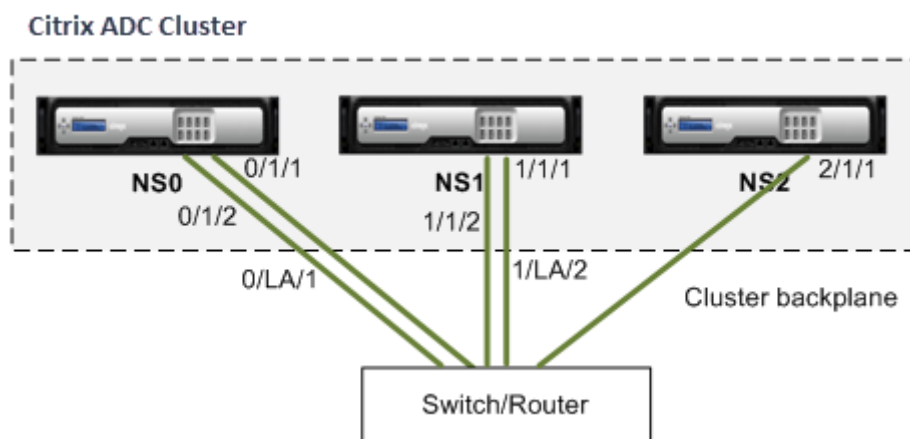 Citrix ADC Cluster
0/1/1
1/1/1
2/1/1
NS0
NS1
NS2
0/1/2
1/1/2
0/LA/1
1/LA/2
Cluster backplane
Switch/Router